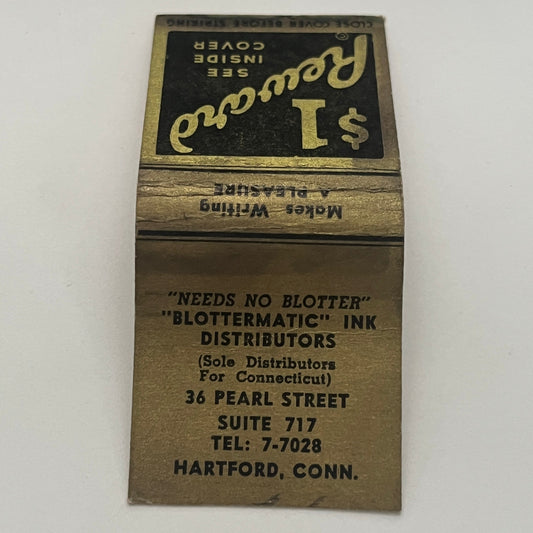 CLOSE COVER BEFORE STRIKING
$1
Reward
®
SEE
INSIDE
COVER
Makes Writing
A PLEASURE
"NEEDS NO BLOTTER"
"BLOTTERMATIC" INK
DISTRIBUTORS
(Sole Distributors
For Connecticut)
36 PEARL STREET
SUITE 717
TEL: 7-7028
HARTFORD, CONN.